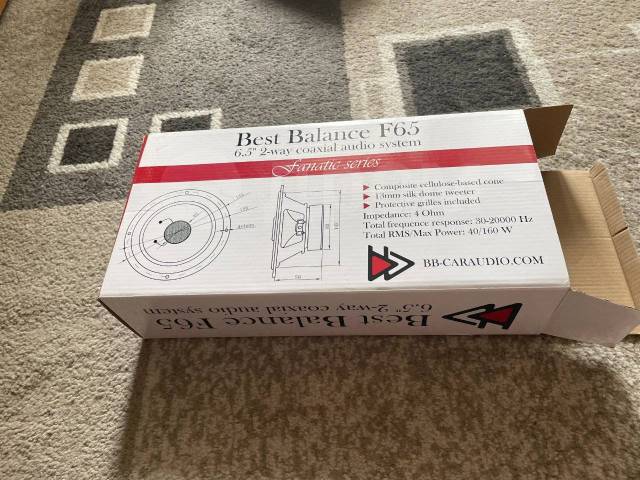 Best Balance F65
6.5" 2-way coaxial audio system
Fanatic-series
Composite cellulose-based cone
13mm silk dome tweeter
Protective grilles included
Impedance: 4 Ohm
Total frequency response: 30-20000 Hz
Total RMS/Max Power: 40/160 W
BB-CARAUDIO.COM
Best Balance F65
6.5" 2-way coaxial audio system